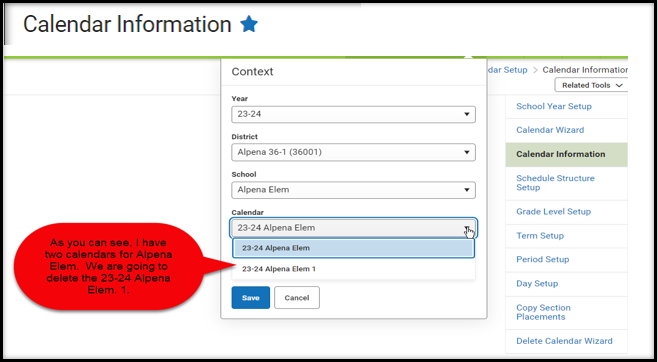 Calendar Information
Context
dar Setup > Calendar Information
Related Tools
Year
23-24
District
Alpena 36-1 (36001)
School
Alpena Elem
Calendar
23-24 Alpena Elem
23-24 Alpena Elem
23-24 Alpena Elem 1
Save Cancel
School Year Setup
Calendar Wizard
Calendar Information
Schedule Structure
Setup
Grade Level Setup
Term Setup
Period Setup
Day Setup
Copy Section
Placements
Delete Calendar Wizard
As you can see, I have
two calendars for Alpena
Elem. We are going to
delete the 23-24 Alpena
Elem. 1.